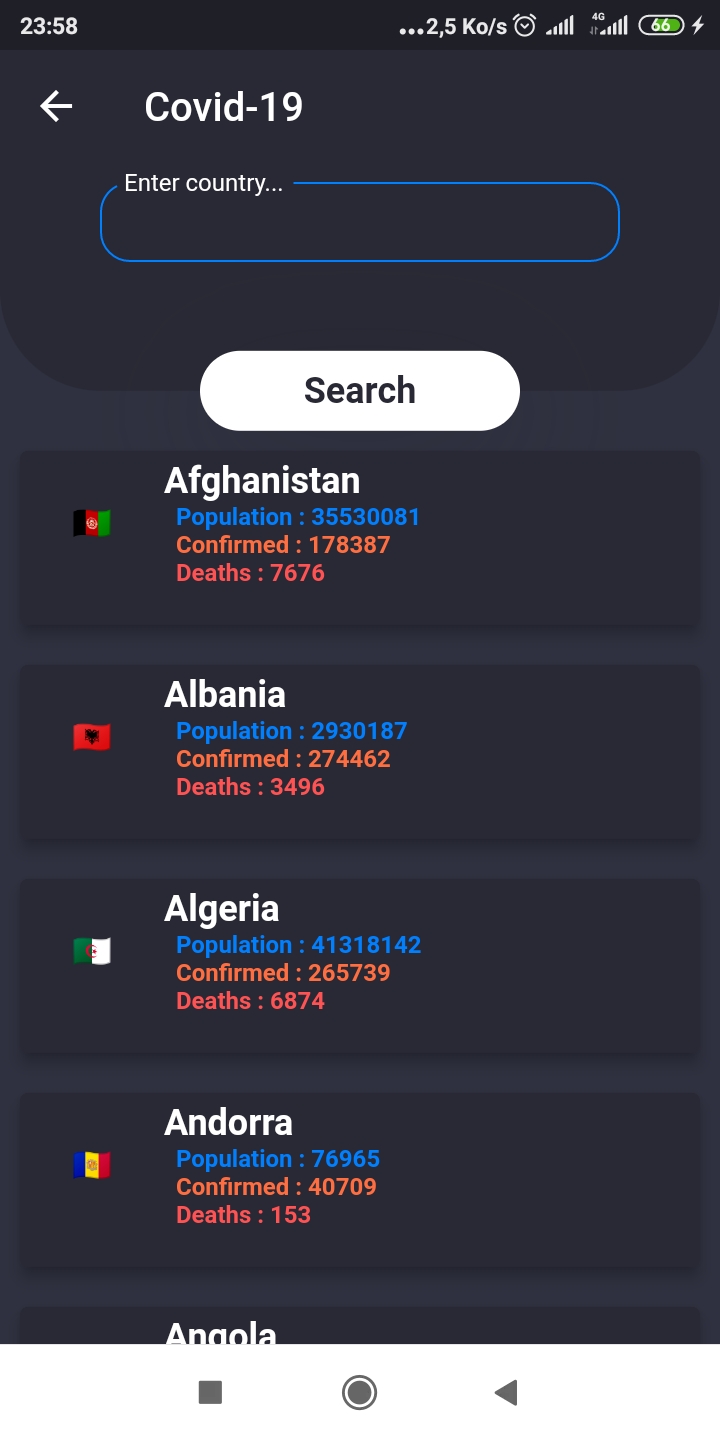 23:58
...2,5 Ko/s
4G
66
Covid-19
Enter country...
Search
Afghanistan
Population : 35530081
Confirmed : 178387
Deaths : 7676
Albania
Population : 2930187
Confirmed : 274462
Deaths : 3496
Algeria
Population : 41318142
Confirmed : 265739
Deaths : 6874
Andorra
Population : 76965
Confirmed : 40709
Deaths : 153
Angola